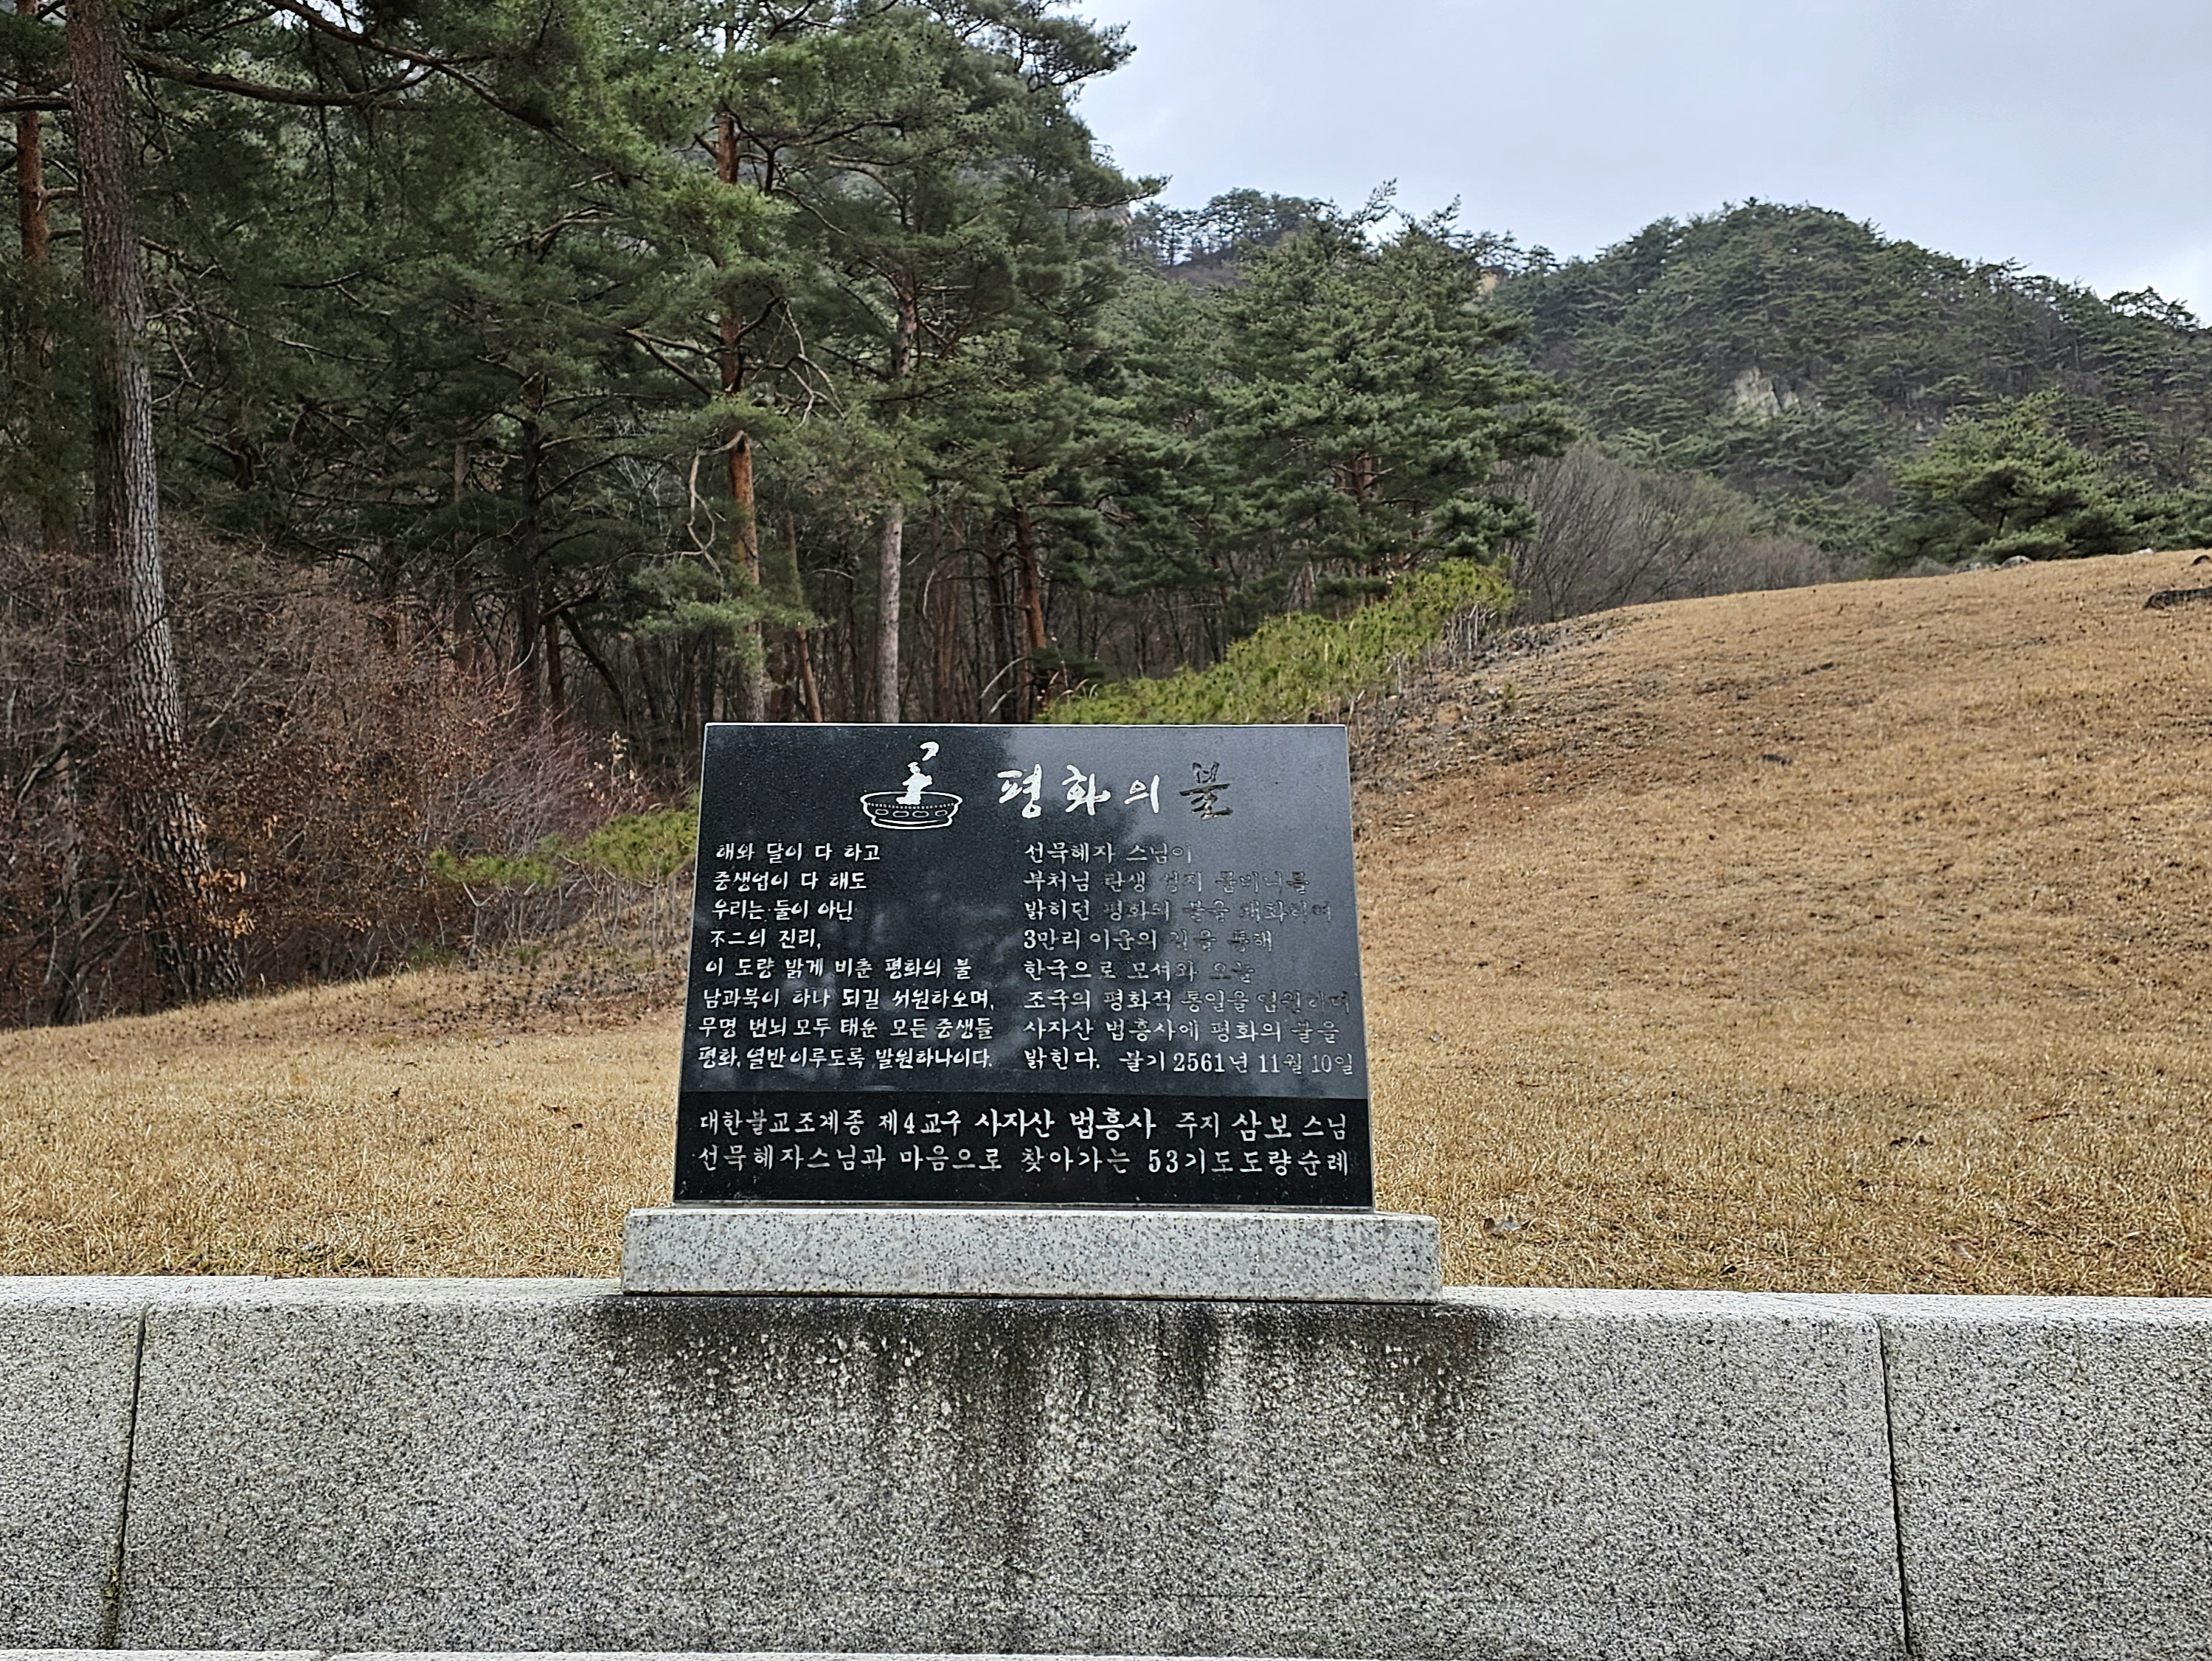 평화의 불
해와 달이 다 하고
중생업이 다 해도
우리는 둘이 아닌
不二의 진리,
이 도량 밝게 비춘 평화의 불
남과북이 하나 되길 서원하오며,
무명 번뇌 모두 태운 모든 중생들
평화, 열반이루도록 발원하나이다.
선묵혜자 스님이
부처님 탄생 성지 룸비니를
밝히던 평화의 불을 채화하여
3만리 이운의 길을 통해
한국으로 모셔와 오늘
조국의 평화적 통일을 염원하며
사자산 법흥사에 평화의 불을
밝힌다. 불기 2561년 11월 10일
대한불교조계종 제4교구 사자산 법흥사 주지 삼보 스님
선묵혜자스님과 마음으로 찾아가는 53기도도량순례